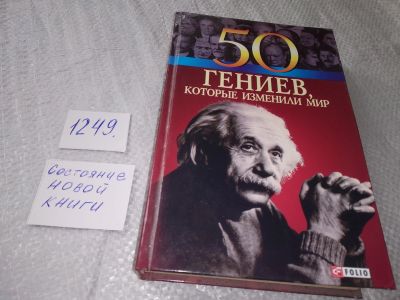 50
ГЕНИЕВ,
КОТОРЫЕ ИЗМЕНИЛИ МИР
FOLIO
1249.
Состояние
новой
книги